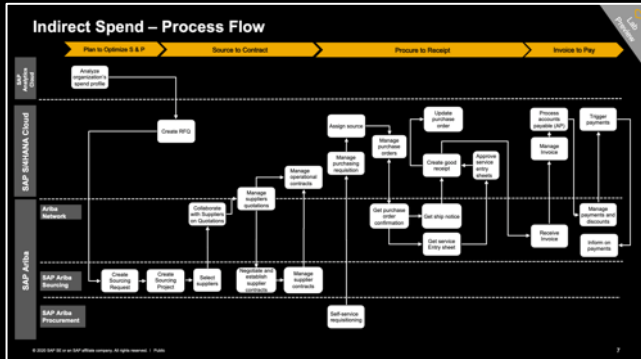 Indirect Spend – Process Flow
Lab
Preview
Plan to Optimize S & P
Source to Contract
Procure to Receipt
Invoice to Pay
SAP
Analytics
Cloud
Analyze
organization's
spend profile
SAP S/4HANA Cloud
Create RFQ
Manage
suppliers
quotations
Manage
operational
contracts
Assign source
Manage
purchasing
requisition
Manage
purchase
orders
Update
purchase
order
Create good
receipt
Approve
service
entry
sheets
Process
accounts
payable (AP)
Manage
Invoice
Trigger
payments
SAP Ariba
Ariba
Network
Collaborate
with Suppliers
on Quotations
Get purchase
order
confirmation
Get ship notice
Get service
Entry sheet
Receive
Invoice
Manage
payments and
discounts
Inform on
payments
SAP Ariba
Sourcing
Create
Sourcing
Request
Create
Sourcing
Project
Select
suppliers
Negotiate and
establish
supplier
contracts
Manage
supplier
contracts
SAP Ariba
Procurement
Self-service
requisitioning
© 2020 SAP SE or an SAP affiliate company. All rights reserved. | Public
7